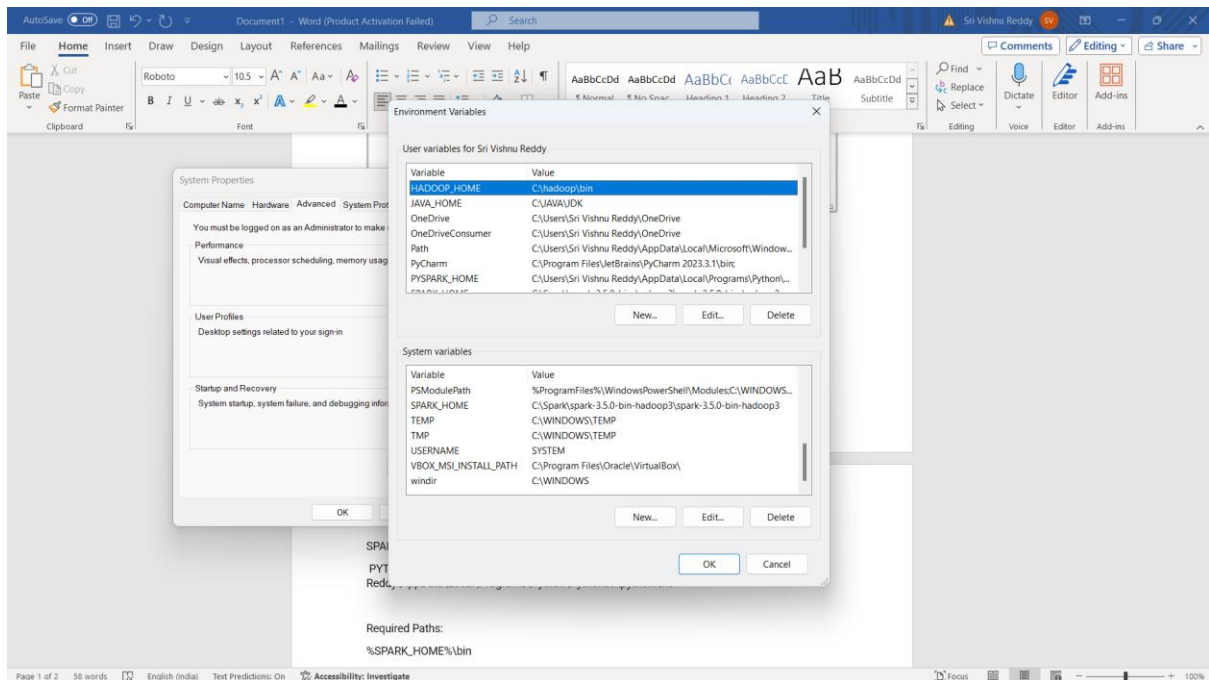 AutoSave Off Document1 - Word (Product Activation Failed) Search Sri Vishnu Reddy SV
File Home Insert Draw Design Layout References Mailings Review View Help Comments Editing Share
Paste
Cut
Copy
Format Painter
Clipboard
Roboto 10.5
Font
AaBbCcDd AaBbCcDd AaBbCc AaBbCcC AaB AaBbCcDd
¶ Normal ¶ No Spac... Heading 1 Heading 2 Title Subtitle
Find
Replace
Select
Editing
Dictate
Voice
Editor
Editor
Add-ins
Add-ins
System Properties
Computer Name Hardware Advanced System Prot
You must be logged on as an Administrator to make
Performance
Visual effects, processor scheduling, memory usag
User Profiles
Desktop settings related to your sign-in
Startup and Recovery
System startup, system failure, and debugging infor
OK
Environment Variables
User variables for Sri Vishnu Reddy
Variable Value
HADOOP_HOME C:\hadoop\bin
JAVA_HOME C:\JAVA\JDK
OneDrive C:\Users\Sri Vishnu Reddy\OneDrive
OneDriveConsumer C:\Users\Sri Vishnu Reddy\OneDrive
Path C:\Users\Sri Vishnu Reddy\AppData\Local\Microsoft\Window...
PyCharm C:\Program Files\JetBrains\PyCharm 2023.3.1\bin;
PYSPARK_HOME C:\Users\Sri Vishnu Reddy\AppData\Local\Programs\Python\...
New... Edit... Delete
System variables
Variable Value
PSModulePath %ProgramFiles%\WindowsPowerShell\Modules;C:\WINDOWS...
SPARK_HOME C:\Spark\spark-3.5.0-bin-hadoop3\spark-3.5.0-bin-hadoop3
TEMP C:\WINDOWS\TEMP
TMP C:\WINDOWS\TEMP
USERNAME SYSTEM
VBOX_MSI_INSTALL_PATH C:\Program Files\Oracle\VirtualBox\
windir C:\WINDOWS
New... Edit... Delete
OK Cancel
SPA
PYT
Redd
Required Paths:
%SPARK_HOME%\bin
Page 1 of 2 58 words English (India) Text Predictions: On Accessibility: Investigate Focus 100%